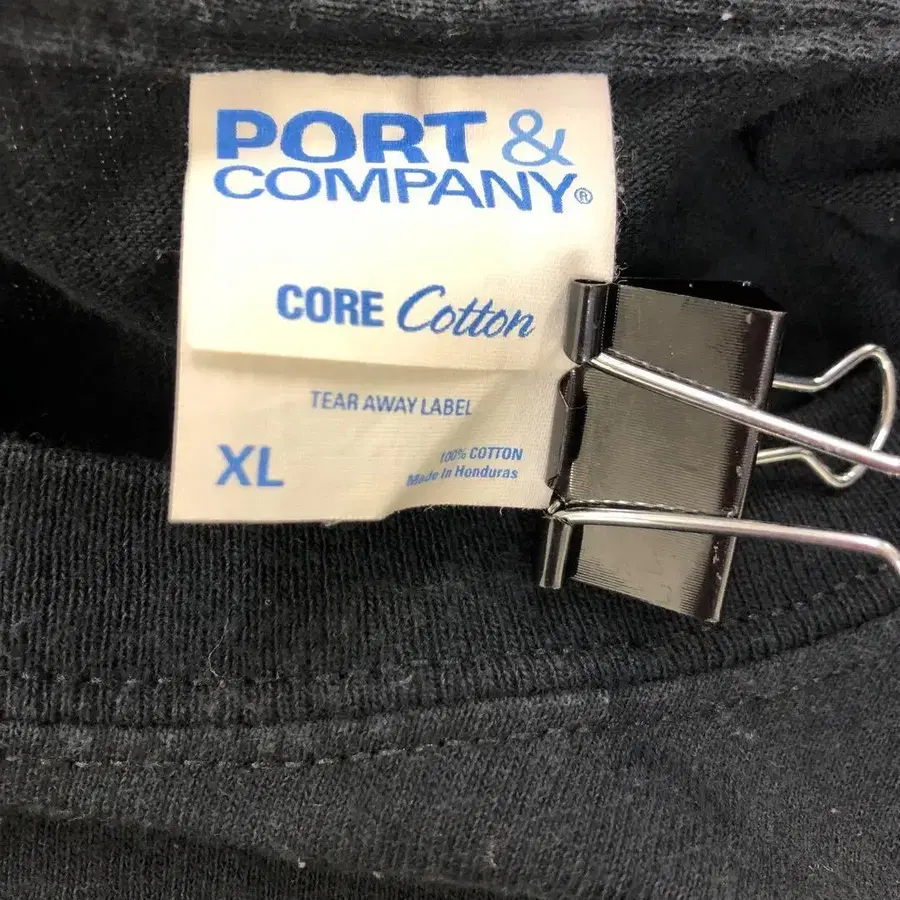 PORT &
COMPANY®
CORE Cotton
TEAR AWAY LABEL
XL
100% COTTON
Made In Honduras